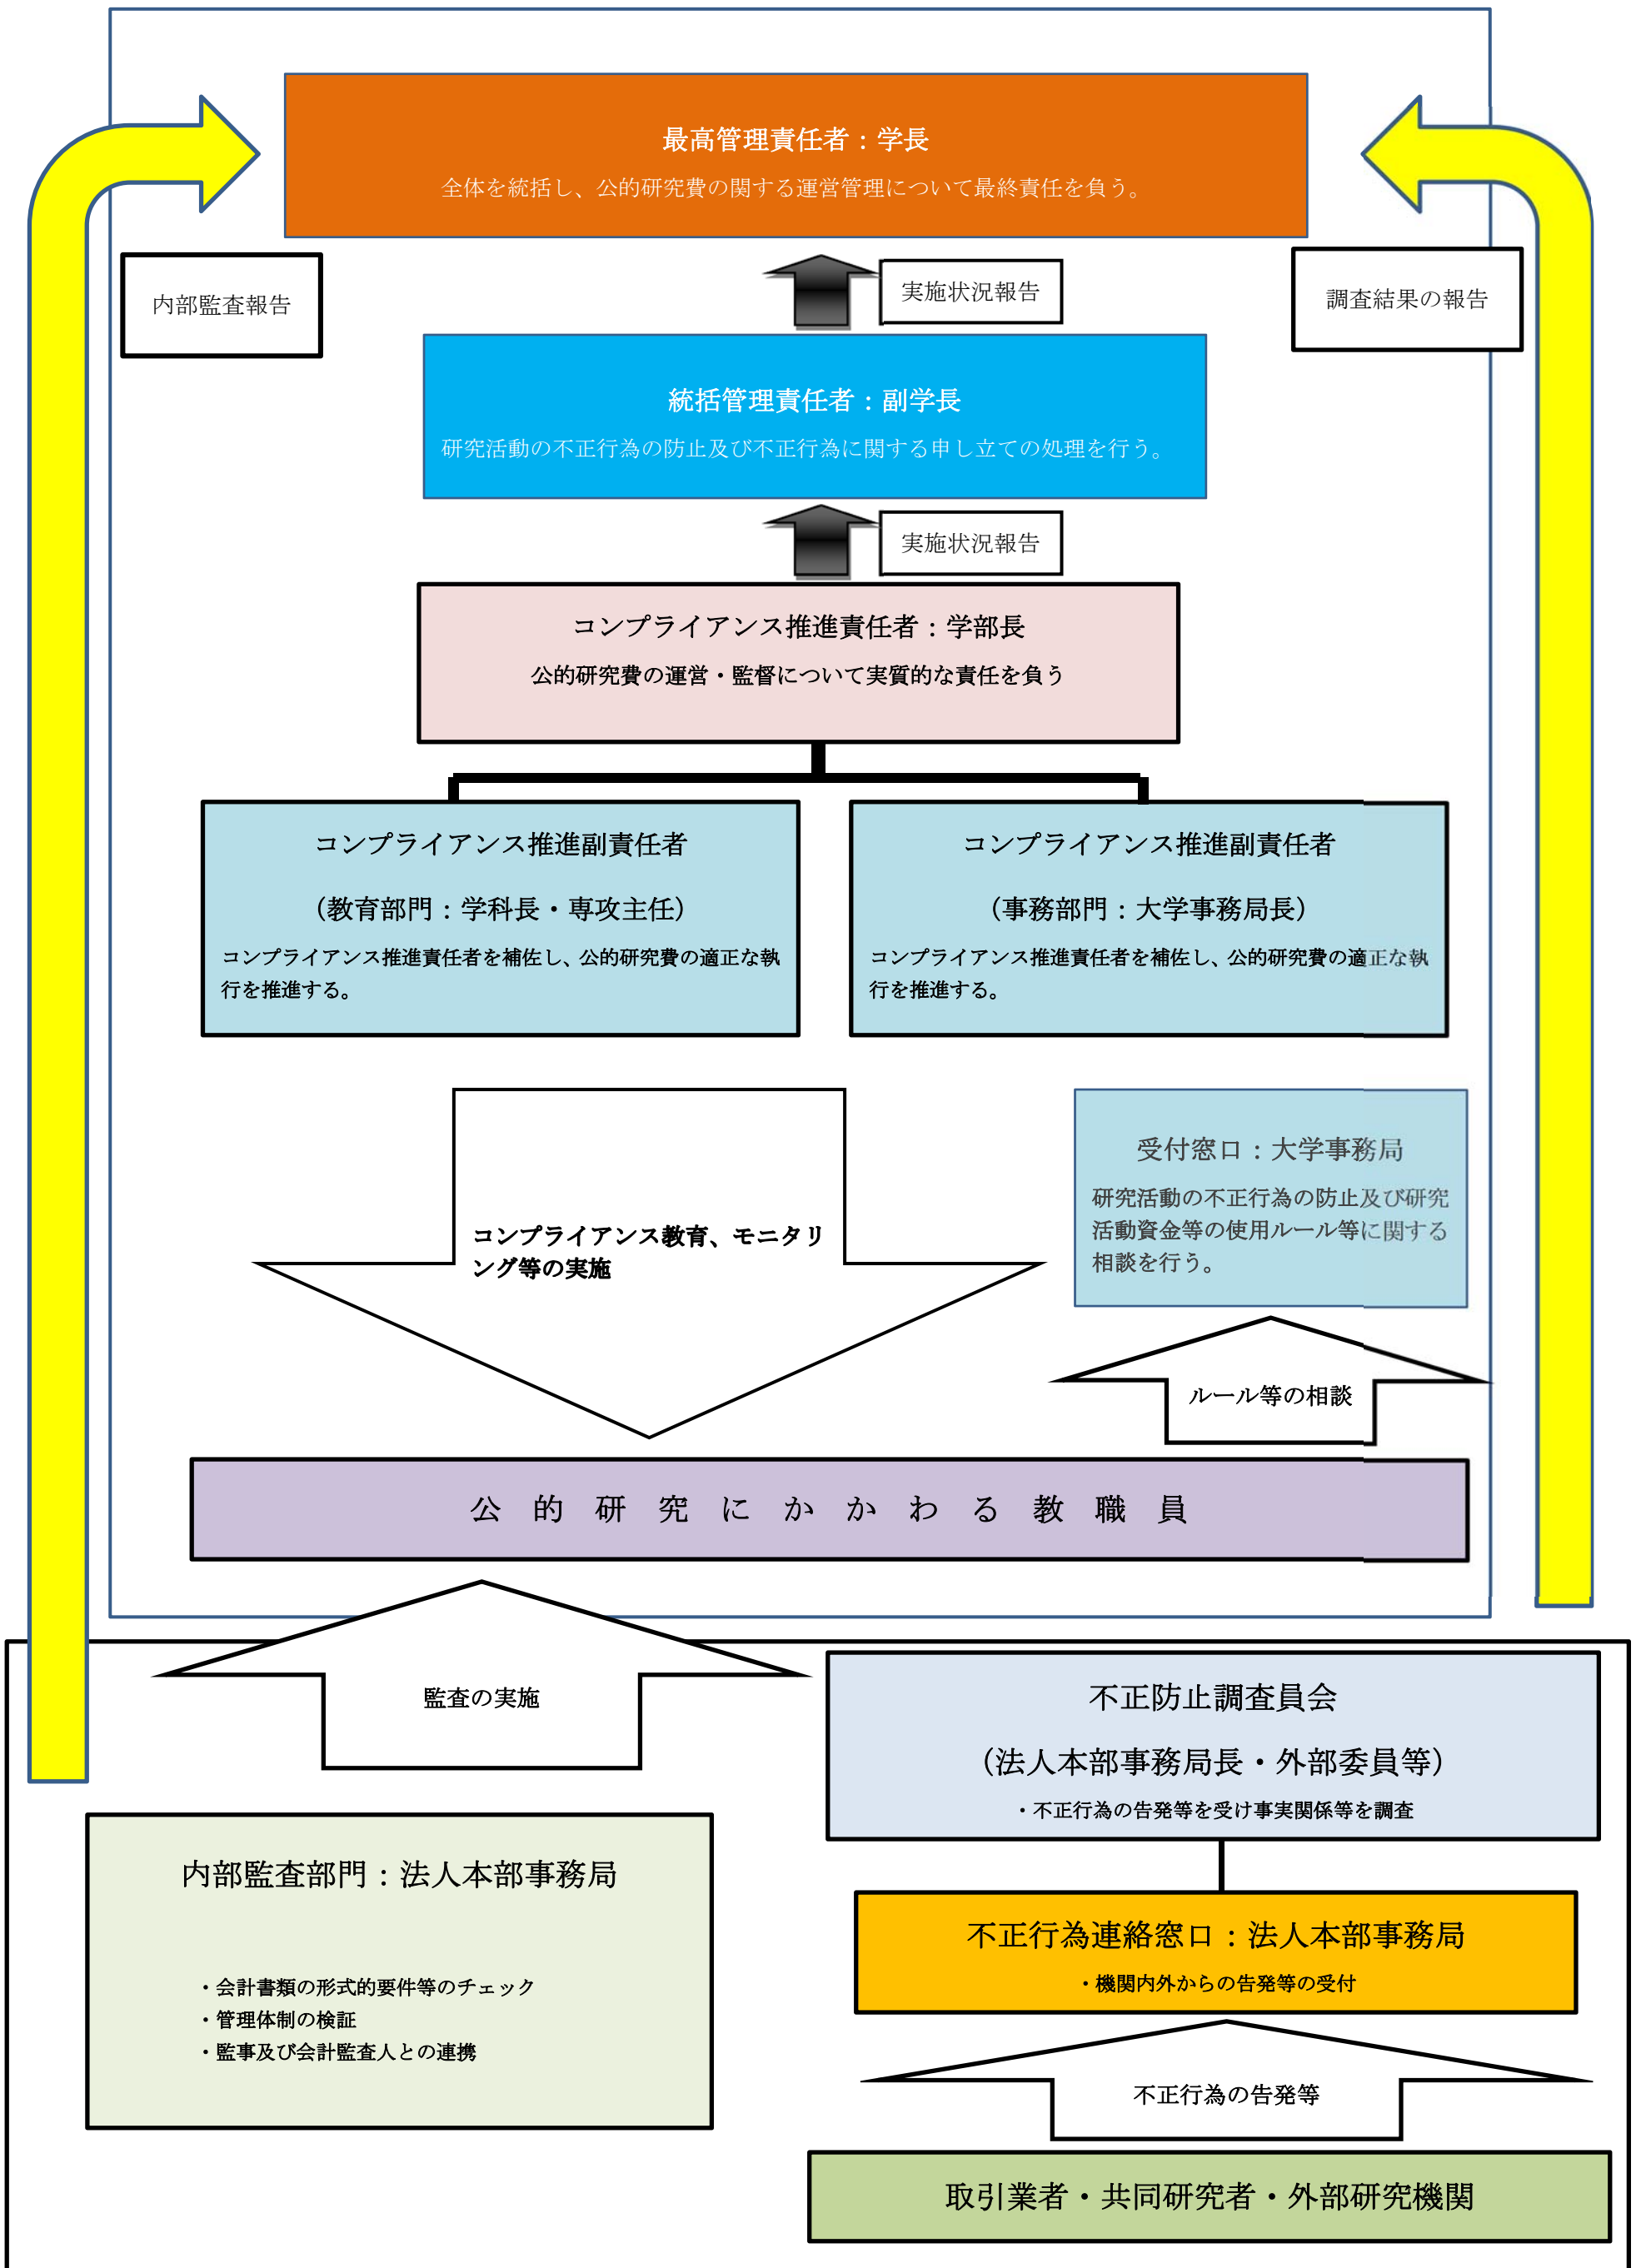 最高管理責任者：学長
全体を統括し、公的研究費の関する運営管理について最終責任を負う。
内部監査報告
実施状況報告
調査結果の報告
統括管理責任者：副学長
研究活動の不正行為の防止及び不正行為に関する申し立ての処理を行う。
実施状況報告
コンプライアンス推進責任者：学部長
公的研究費の運営・監督について実質的な責任を負う
コンプライアンス推進副責任者
（教育部門：学科長・専攻主任）
コンプライアンス推進責任者を補佐し、公的研究費の適正な執
行を推進する。
コンプライアンス推進副責任者
（事務部門：大学事務局長）
コンプライアンス推進責任者を補佐し、公的研究費の適正な執
行を推進する。
コンプライアンス教育、モニタリ
ング等の実施
受付窓口：大学事務局
研究活動の不正行為の防止及び研究
活動資金等の使用ルール等に関する
相談を行う。
ルール等の相談
公的研究にかかわる教職員
監査の実施
内部監査部門：法人本部事務局
・会計書類の形式的要件等のチェック
・管理体制の検証
・監事及び会計監査人との連携
不正防止調査員会
（法人本部事務局長・外部委員等）
・不正行為の告発等を受け事実関係等を調査
不正行為連絡窓口：法人本部事務局
・機関内外からの告発等の受付
不正行為の告発等
取引業者・共同研究者・外部研究機関